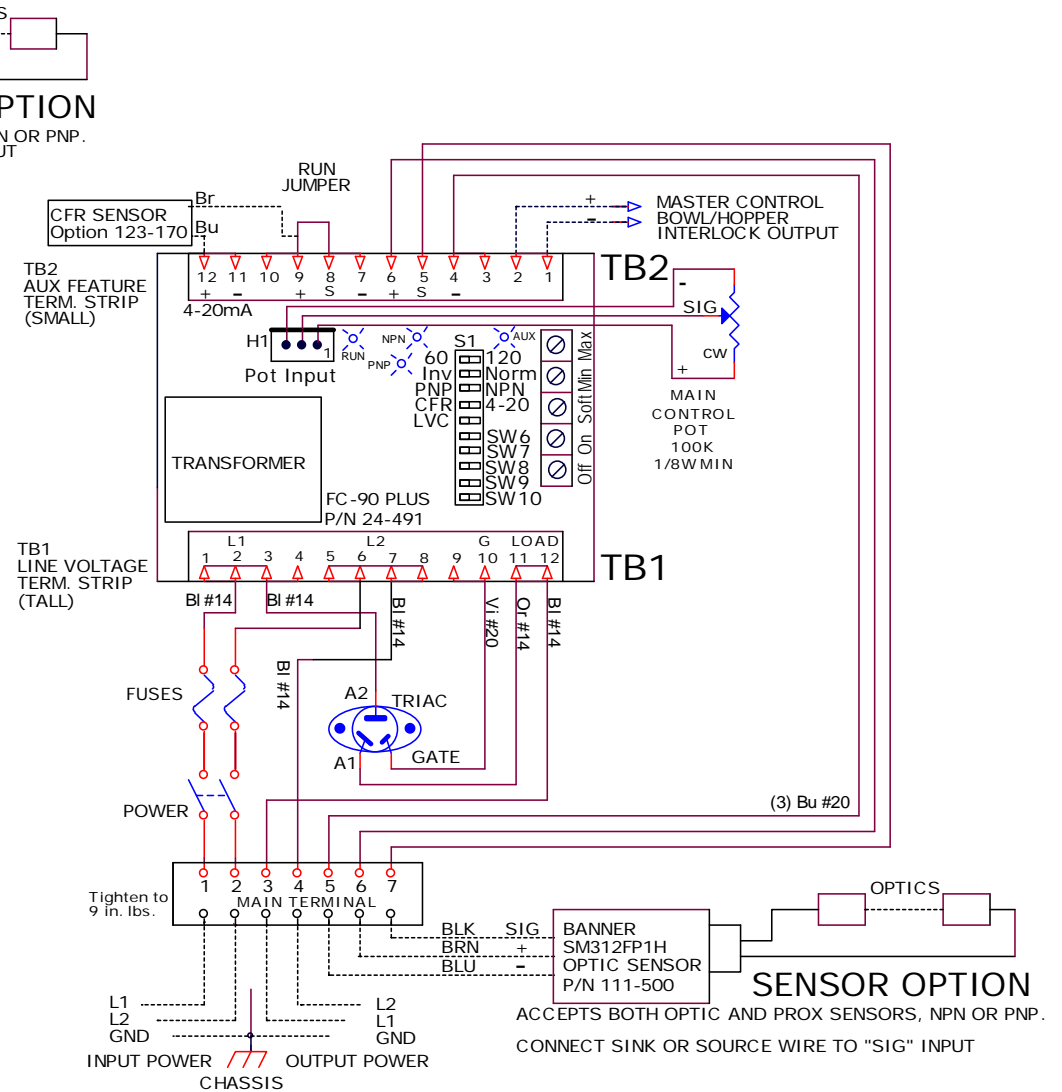 S
PTION
N OR PNP.
UT
RUN
JUMPER
Br
CFR SENSOR
Option 123-170
Bu
+
-
MASTER CONTROL
BOWL/HOPPER
INTERLOCK OUTPUT
TB2
AUX FEATURE
TERM. STRIP
(SMALL)
12 11 10 9 8 7 6 5 4 3 2 1
+ - + S - + S -
4-20mA
TB2
-
SIG
CW
+
MAIN
CONTROL
POT
100K
1/8W MIN
H1
1
Pot Input
RUN
NPN
PNP
AUX
S1
60 120
Inv Norm
PNP NPN
CFR 4-20
LVC
SW6
SW7
SW8
SW9
SW10
Off On Soft Min Max
TRANSFORMER
FC-90 PLUS
P/N 24-491
TB1
LINE VOLTAGE
TERM. STRIP
(TALL)
L1 L2 G LOAD
1 2 3 4 5 6 7 8 9 10 11 12
TB1
Bl #14
Bl #14
Bl #14
Bl #14
Vi #20
Or #14
Bl #14
FUSES
A2
TRIAC
A1
GATE
POWER
(3) Bu #20
Tighten to
9 in. lbs.
1 2 3 4 5 6 7
MAIN TERMINAL
BLK SIG
BRN +
BLU -
BANNER
SM312FP1H
OPTIC SENSOR
P/N 111-500
OPTICS
SENSOR OPTION
ACCEPTS BOTH OPTIC AND PROX SENSORS, NPN OR PNP.
CONNECT SINK OR SOURCE WIRE TO "SIG" INPUT
L1
L2
GND
L2
L1
GND
INPUT POWER
OUTPUT POWER
CHASSIS